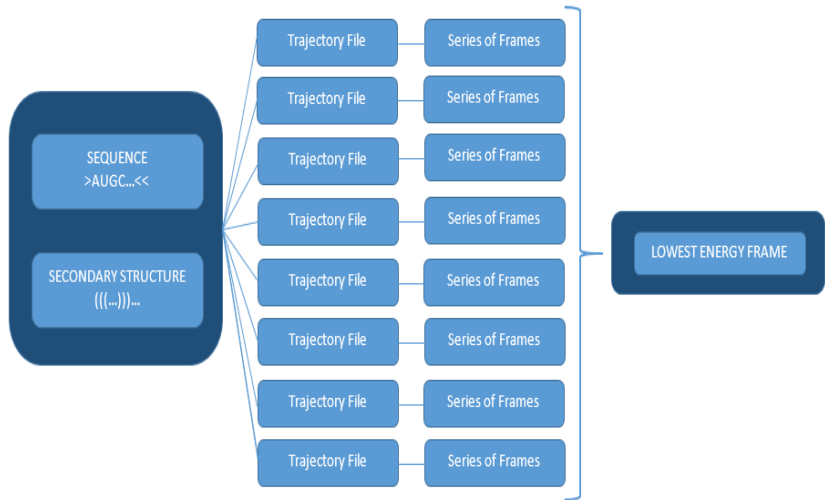 SEQUENCE
>AUGC...<<
SECONDARY STRUCTURE
(((...)))...
Trajectory File
Series of Frames
Trajectory File
Series of Frames
Trajectory File
Series of Frames
Trajectory File
Series of Frames
Trajectory File
Series of Frames
Trajectory File
Series of Frames
Trajectory File
Series of Frames
Trajectory File
Series of Frames
LOWEST ENERGY FRAME